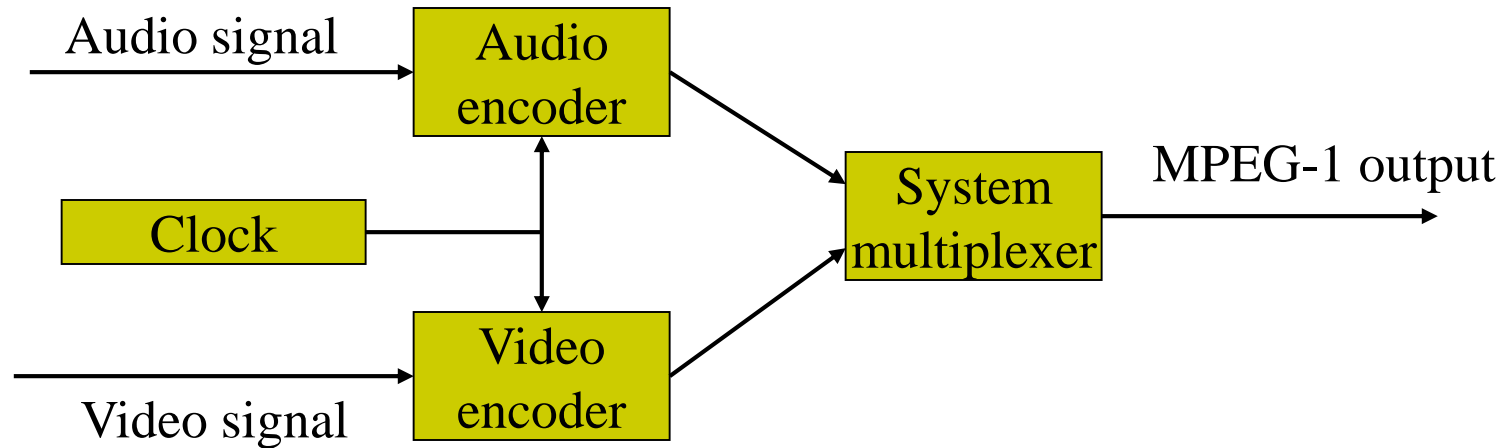 Audio signal
Audio
encoder
Clock
System
multiplexer
MPEG-1 output
Video
encoder
Video signal